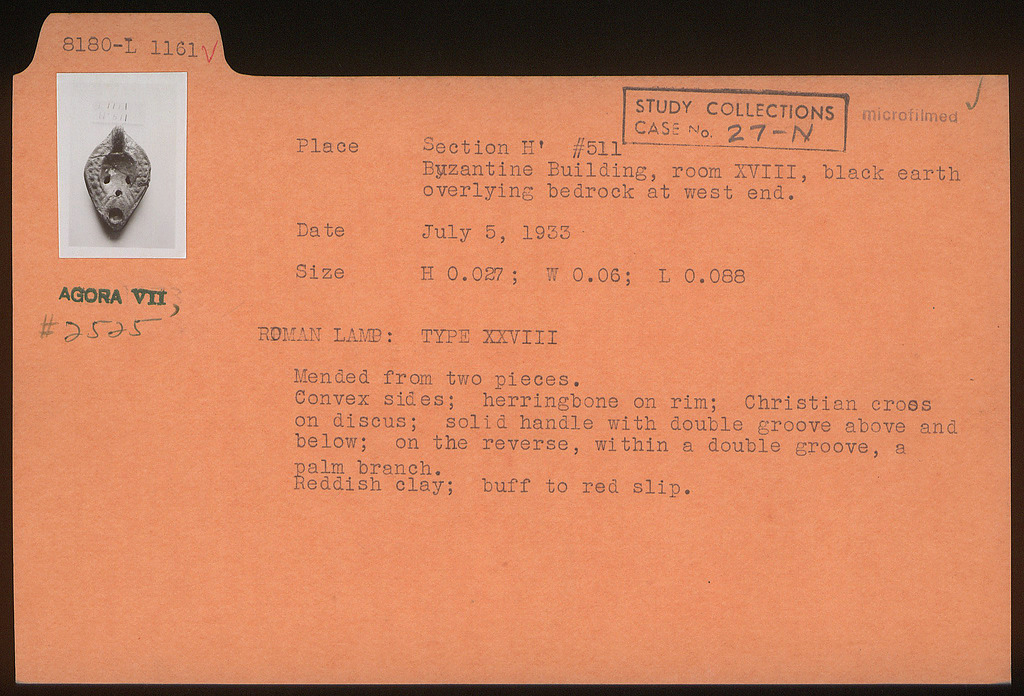 8180-L 1161 V
STUDY COLLECTIONS
CASE No. 27-N
microfilmed
Place Section H' #511
Byzantine Building, room XVIII, black earth
overlying bedrock at west end.
Date July 5, 1933
Size H 0.027; W 0.06; L 0.088
AGORA VII,
#2525
ROMAN LAMP: TYPE XXVIII
Mended from two pieces.
Convex sides; herringbone on rim; Christian cross
on discus; solid handle with double groove above and
below; on the reverse, within a double groove, a
palm branch.
Reddish clay; buff to red slip.